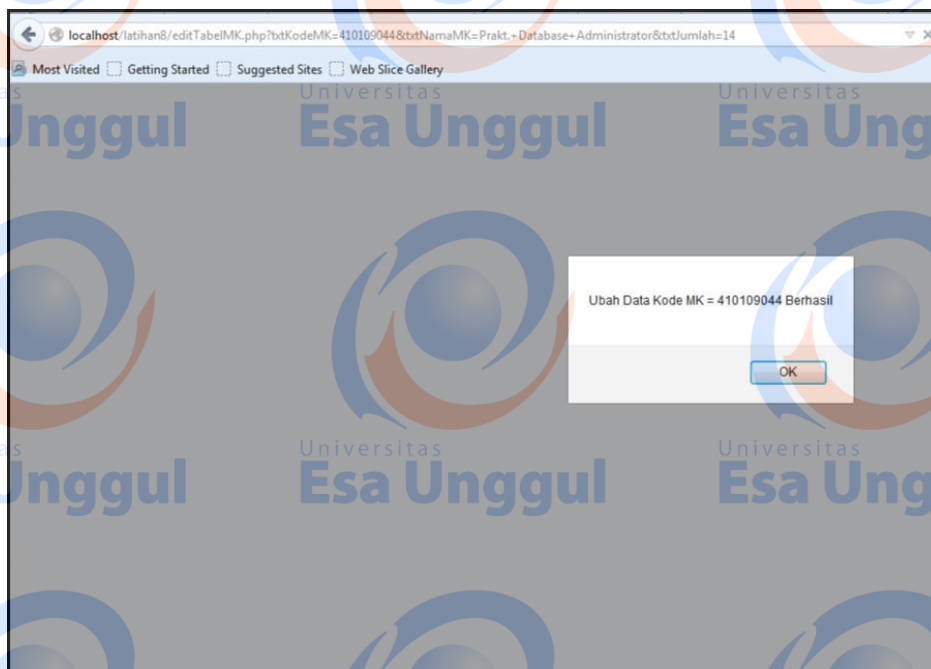 localhost/latihan8/editTabelMK.php?txtKodeMK=410109044&txtNamaMK=Prakt.+Database+Administrator&txtJumlah=14
Most Visited Getting Started Suggested Sites Web Slice Gallery
as Universitas Universitas
Unggul Esa Unggul Esa Ung
Ubah Data Kode MK = 410109044 Berhasil
OK
as Universitas Universitas
Unggul Esa Unggul Esa Ung